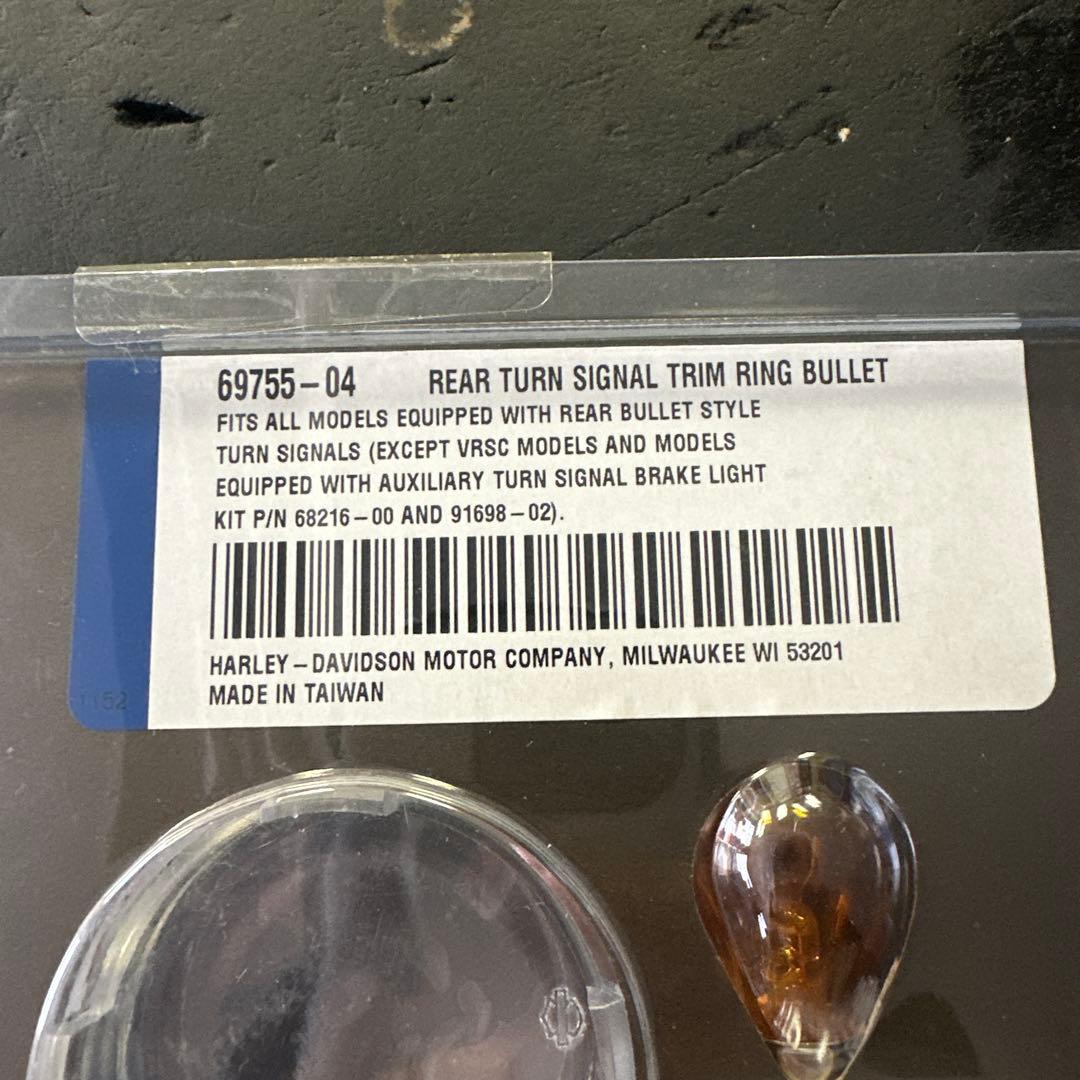 69755-04 REAR TURN SIGNAL TRIM RING BULLET
FITS ALL MODELS EQUIPPED WITH REAR BULLET STYLE
TURN SIGNALS (EXCEPT VRSC MODELS AND MODELS
EQUIPPED WITH AUXILIARY TURN SIGNAL BRAKE LIGHT
KIT P/N 68216-00 AND 91698-02).
HARLEY-DAVIDSON MOTOR COMPANY, MILWAUKEE WI 53201
MADE IN TAIWAN